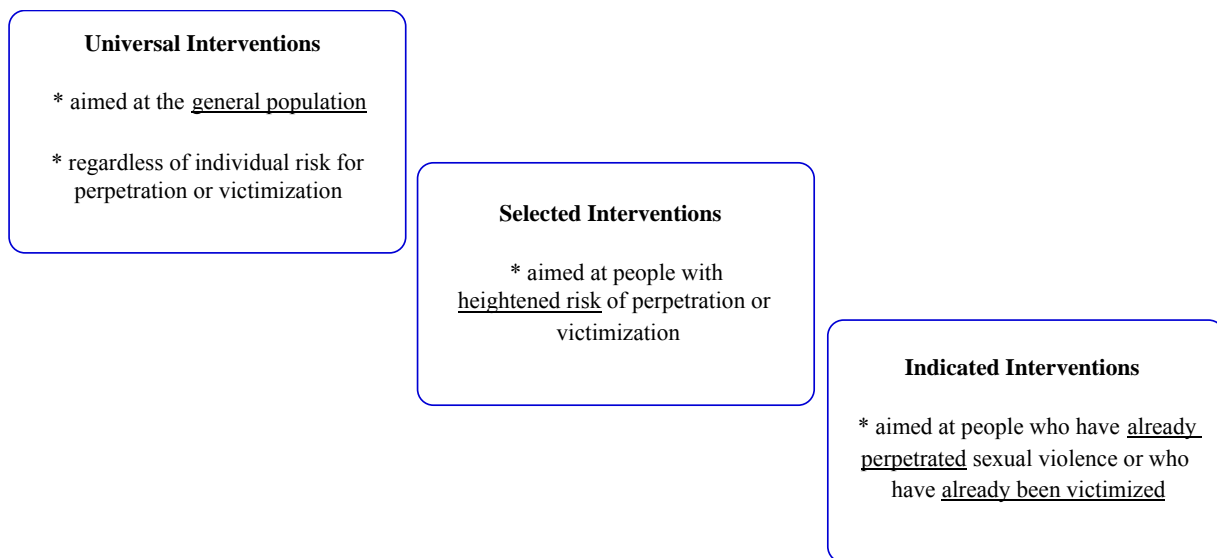 Universal Interventions
* aimed at the general population
* regardless of individual risk for
perpetration or victimization
Selected Interventions
* aimed at people with
heightened risk of perpetration or
victimization
Indicated Interventions
* aimed at people who have already
perpetrated sexual violence or who
have already been victimized